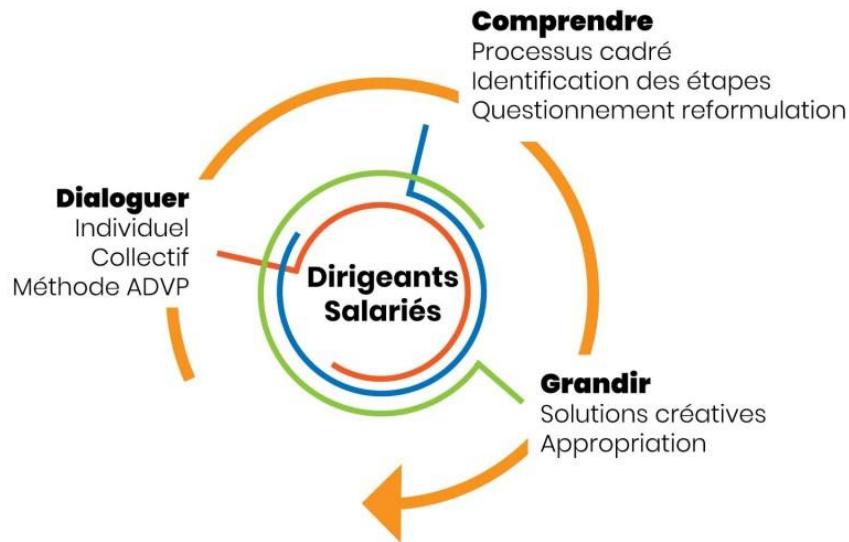 Comprendre
Processus cadré
Identification des étapes
Questionnement reformulation
Dialoguer
Individuel
Collectif
Méthode ADVP
Dirigeants
Salariés
Grandir
Solutions créatives
Appropriation